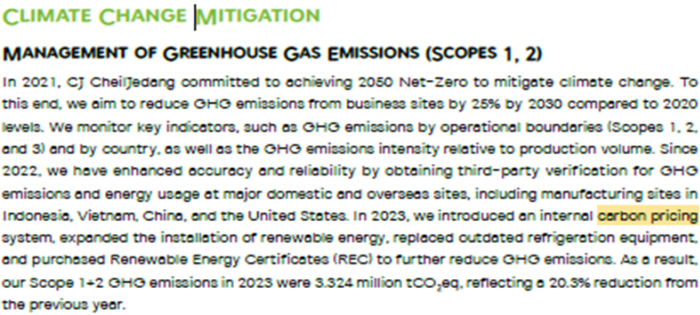 CLIMATE CHANGE MITIGATION
MANAGEMENT OF GREENHOUSE GAS EMISSIONS (SCOPES 1, 2)
In 2021, CJ CheilJedang committed to achieving 2050 Net-Zero to mitigate climate change. To
this end, we aim to reduce GHG emissions from business sites by 25% by 2030 compared to 2020
levels. We monitor key indicators, such as GHG emissions by operational boundaries (Scopes 1, 2,
and 3) and by country, as well as the GHG emissions intensity relative to production volume. Since
2022, we have enhanced accuracy and reliability by obtaining third-party verification for GHG
emissions and energy usage at major domestic and overseas sites, including manufacturing sites in
Indonesia, Vietnam, China, and the United States. In 2023, we introduced an internal carbon pricing
system, expanded the installation of renewable energy, replaced outdated refrigeration equipment,
and purchased Renewable Energy Certificates (REC) to further reduce GHG emissions. As a result,
our Scope 1+2 GHG emissions in 2023 were 3.324 million tCO₂eq, reflecting a 20.3% reduction from
the previous year.